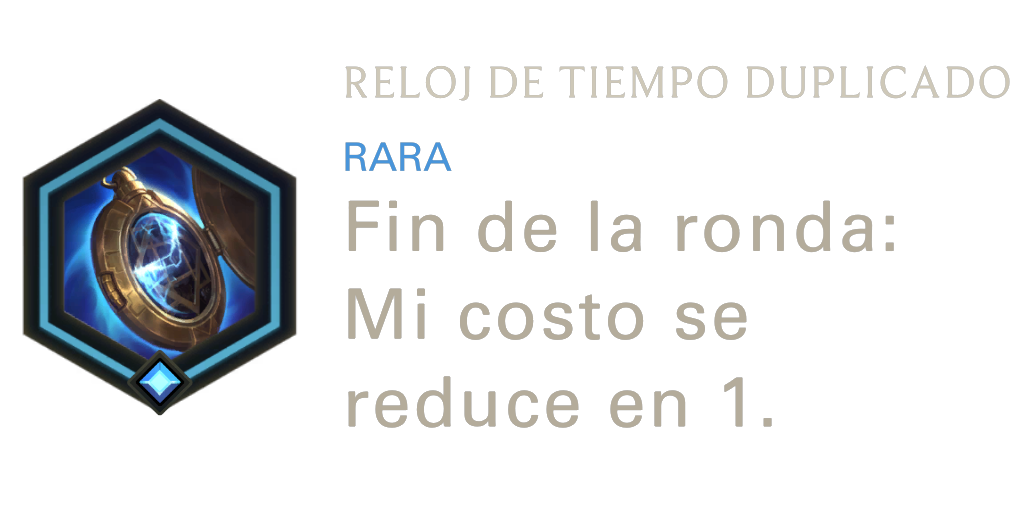 RELOJ DE TIEMPO DUPLICADO
RARA
Fin de la ronda:
Mi costo se
reduce en 1.